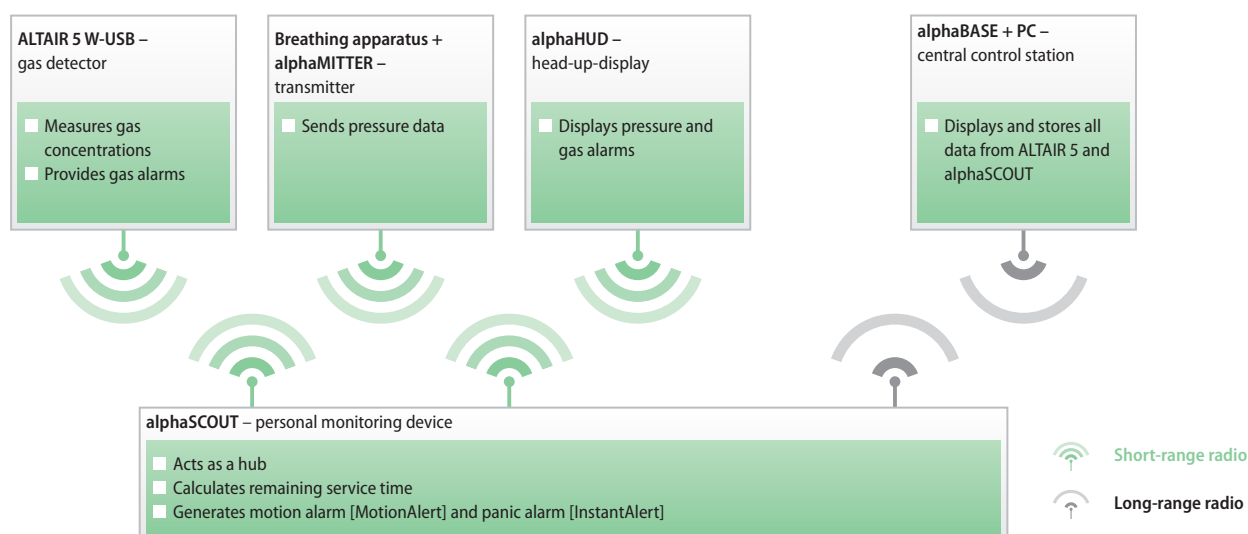 ALTAIR 5 W-USB –
gas detector
Measures gas
concentrations
Provides gas alarms
Breathing apparatus +
alphaMITTER –
transmitter
Sends pressure data
alphaHUD –
head-up-display
Displays pressure and
gas alarms
alphaBASE + PC –
central control station
Displays and stores all
data from ALTAIR 5 and
alphaSCOUT
alphaSCOUT – personal monitoring device
Acts as a hub
Calculates remaining service time
Generates motion alarm [MotionAlert] and panic alarm [InstantAlert]
Short-range radio
Long-range radio